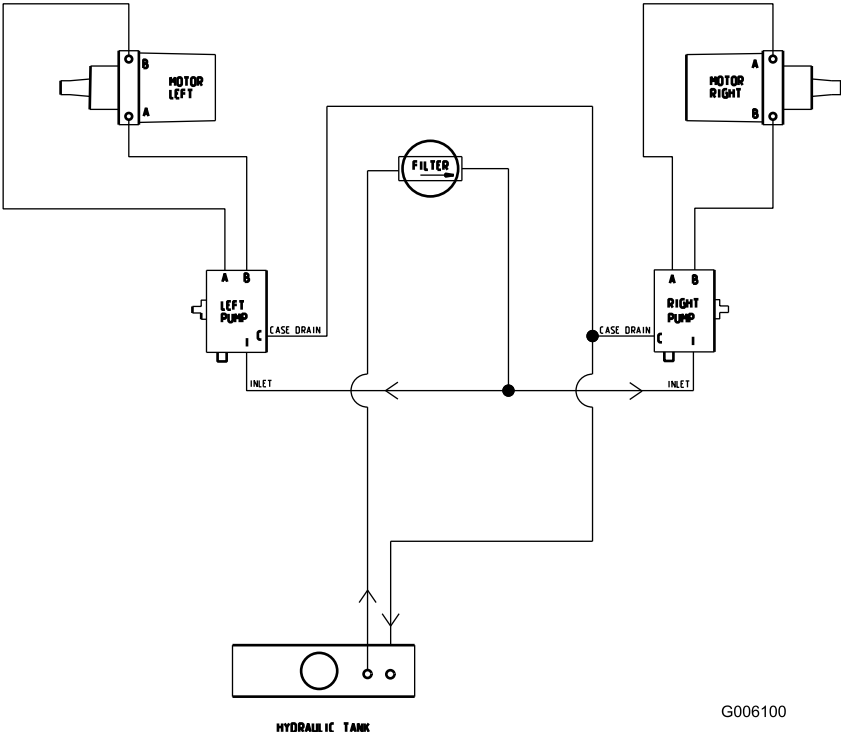 B
MOTOR
LEFT
A
A
MOTOR
RIGHT
B
FILTER
A B
LEFT
PUMP
I C
CASE DRAIN
INLET
A B
RIGHT
PUMP
CASE DRAIN
C I
INLET
HYDRAULIC TANK
G006100